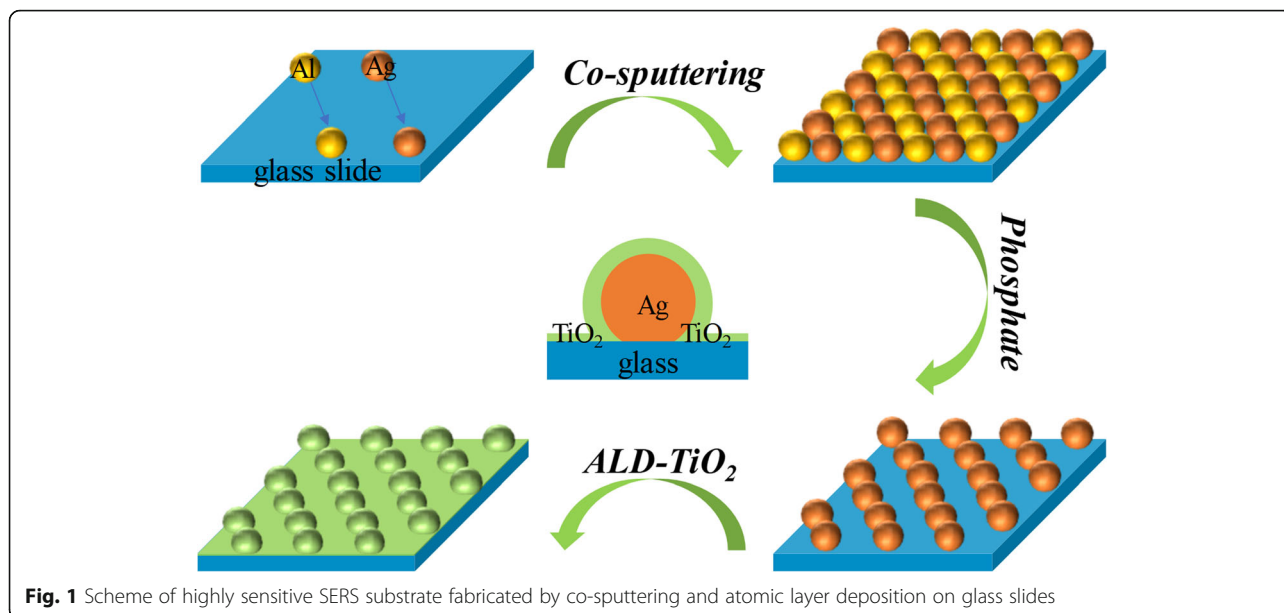 Al
Ag
glass slide
Co-sputtering
Phosphate
Ag
TiO₂
TiO₂
glass
ALD-TiO₂
Fig. 1 Scheme of highly sensitive SERS substrate fabricated by co-sputtering and atomic layer deposition on glass slides